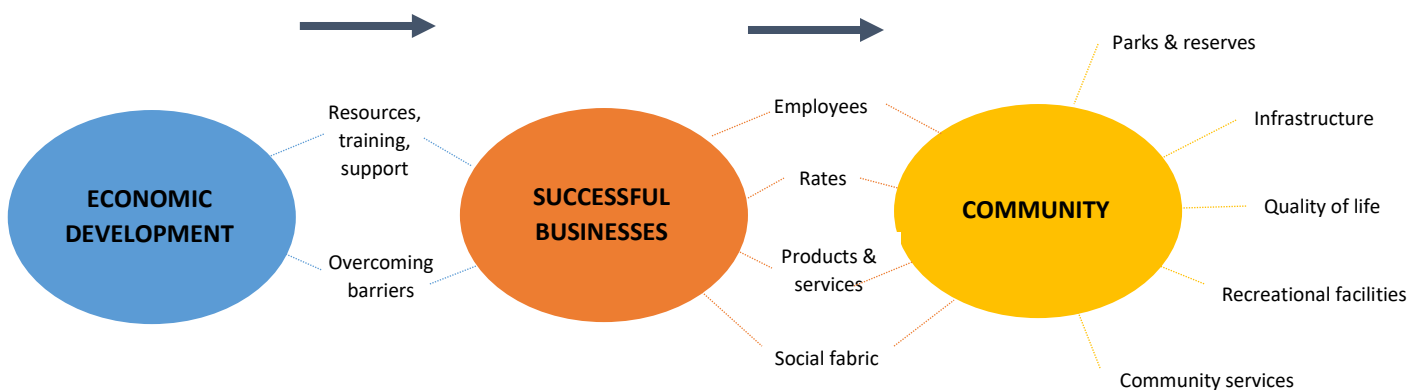 ECONOMIC
DEVELOPMENT
Resources,
training,
support
Overcoming
barriers
SUCCESSFUL
BUSINESSES
Employees
Rates
Products &
services
Social fabric
COMMUNITY
Parks & reserves
Infrastructure
Quality of life
Recreational facilities
Community services